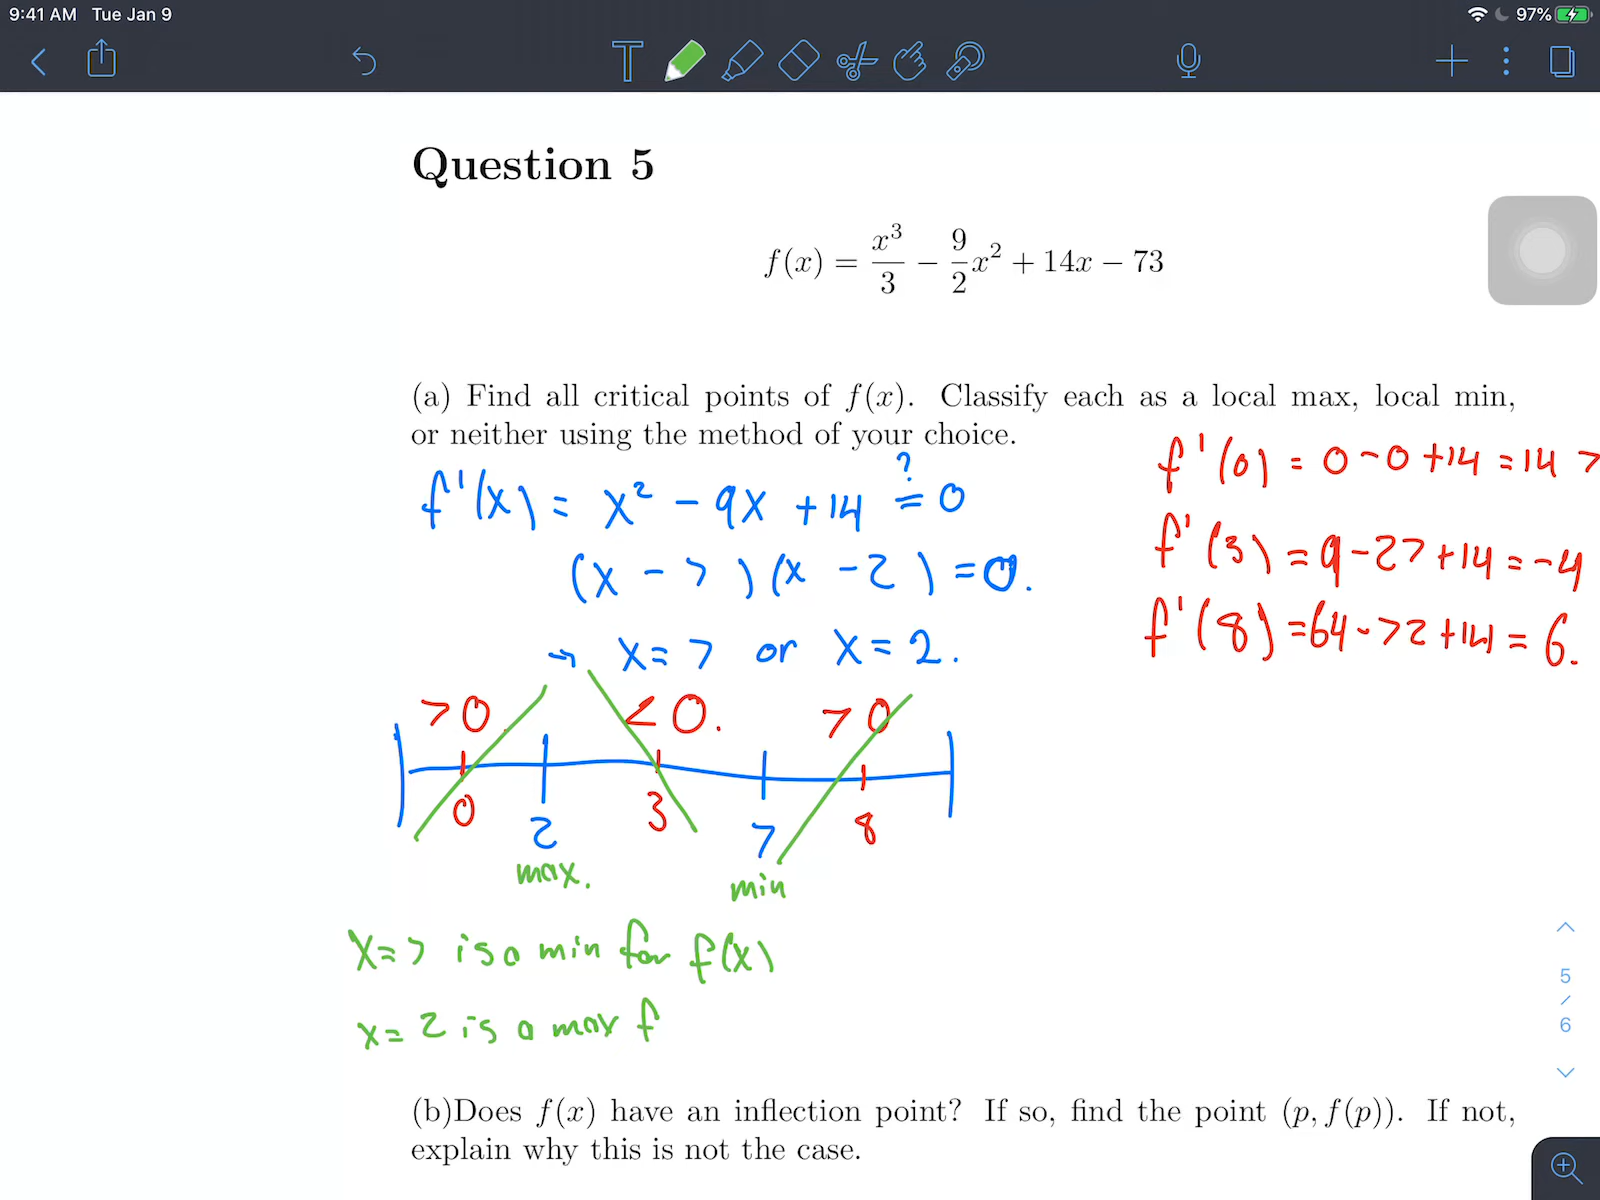 9:41 AM Tue Jan 9
97%
T
Question 5
f(x) = x³/3 − 9/2 x² + 14x − 73
(a) Find all critical points of f(x). Classify each as a local max, local min,
or neither using the method of your choice.
f'(x) = x² - 9x + 14 ?= 0
(x - 7)(x - 2) = 0.
→ x = 7 or x = 2.
f'(0) = 0 - 0 + 14 = 14 >
f'(3) = 9 - 27 + 14 = -4
f'(8) = 64 - 72 + 14 = 6.
>0 <0. >0
0 2 3 7 8
max. min
x = 7 is a min for f(x)
x = 2 is a max f
5
/
6
(b)Does f(x) have an inflection point? If so, find the point (p, f(p)). If not,
explain why this is not the case.